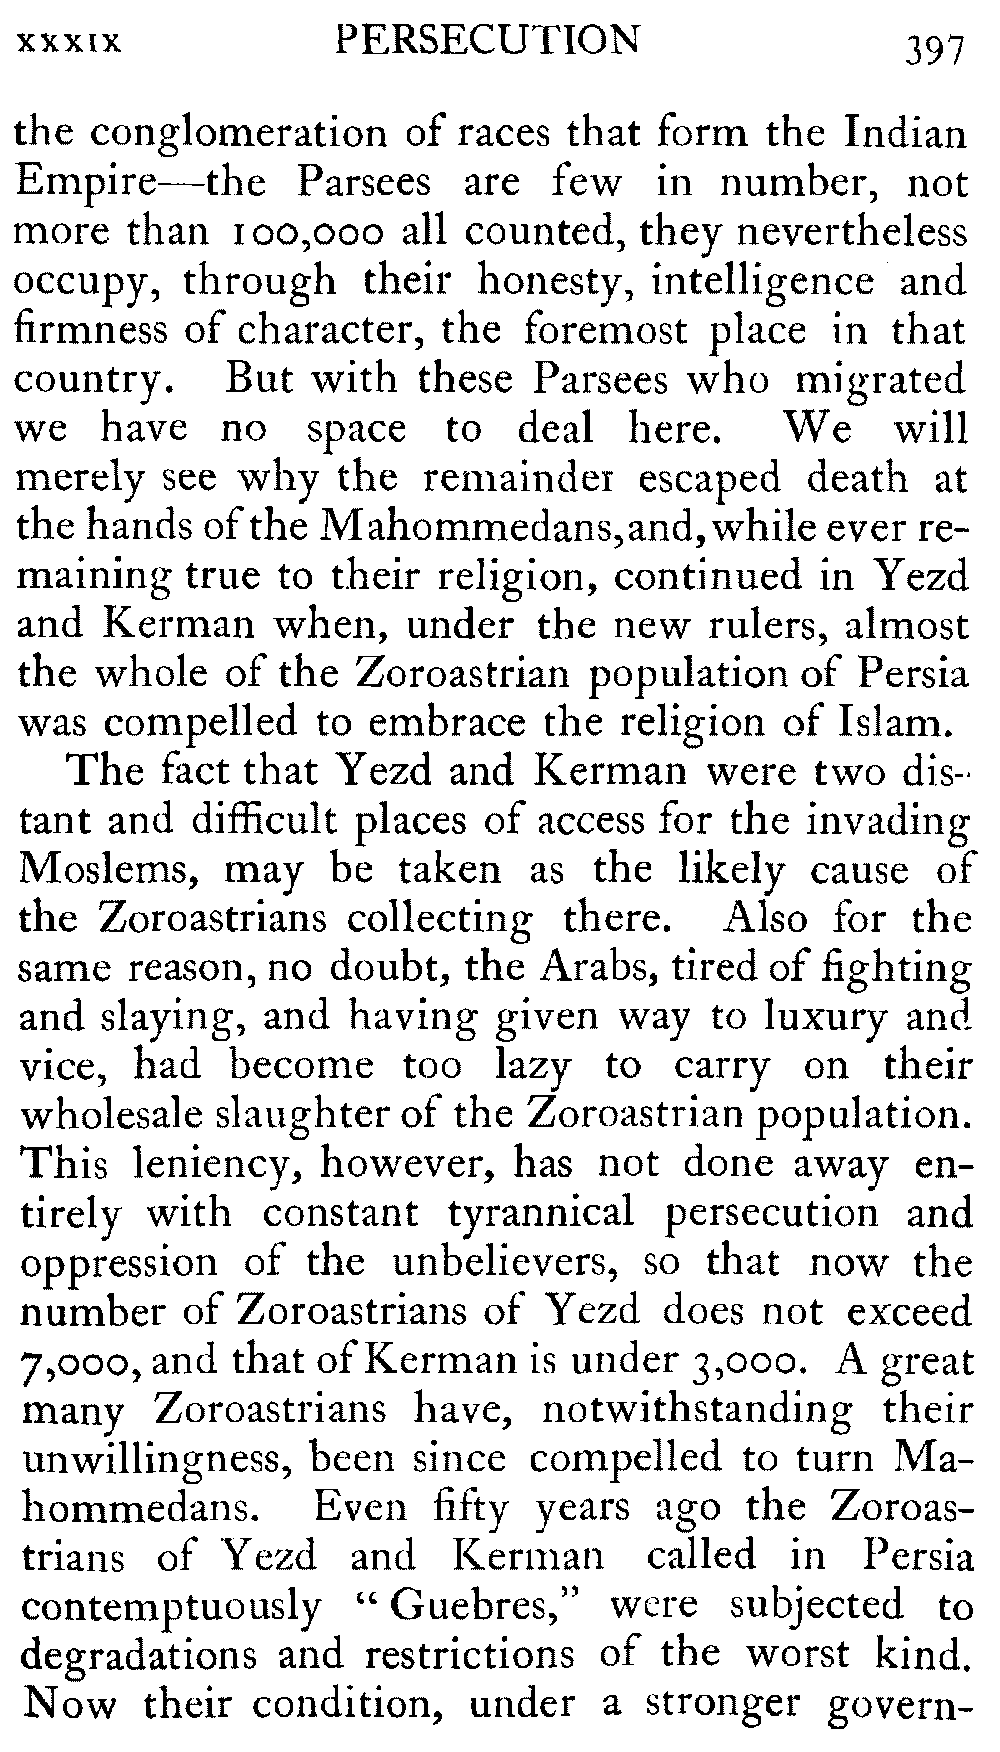 xxxix PERSECUTION 397
the conglomeration of races that form the Indian
Empire—the Parsees are few in number, not
more than 100,000 all counted, they nevertheless
occupy, through their honesty, intelligence and
firmness of character, the foremost place in that
country. But with these Parsees who migrated
we have no space to deal here. We will
merely see why the remainder escaped death at
the hands of the Mahommedans, and, while ever re-
maining true to their religion, continued in Yezd
and Kerman when, under the new rulers, almost
the whole of the Zoroastrian population of Persia
was compelled to embrace the religion of Islam.
The fact that Yezd and Kerman were two dis-
tant and difficult places of access for the invading
Moslems, may be taken as the likely cause of
the Zoroastrians collecting there. Also for the
same reason, no doubt, the Arabs, tired of fighting
and slaying, and having given way to luxury and
vice, had become too lazy to carry on their
wholesale slaughter of the Zoroastrian population.
This leniency, however, has not done away en-
tirely with constant tyrannical persecution and
oppression of the unbelievers, so that now the
number of Zoroastrians of Yezd does not exceed
7,000, and that of Kerman is under 3,000. A great
many Zoroastrians have, notwithstanding their
unwillingness, been since compelled to turn Ma-
hommedans. Even fifty years ago the Zoroas-
trians of Yezd and Kerman called in Persia
contemptuously “Guebres,” were subjected to
degradations and restrictions of the worst kind.
Now their condition, under a stronger govern-